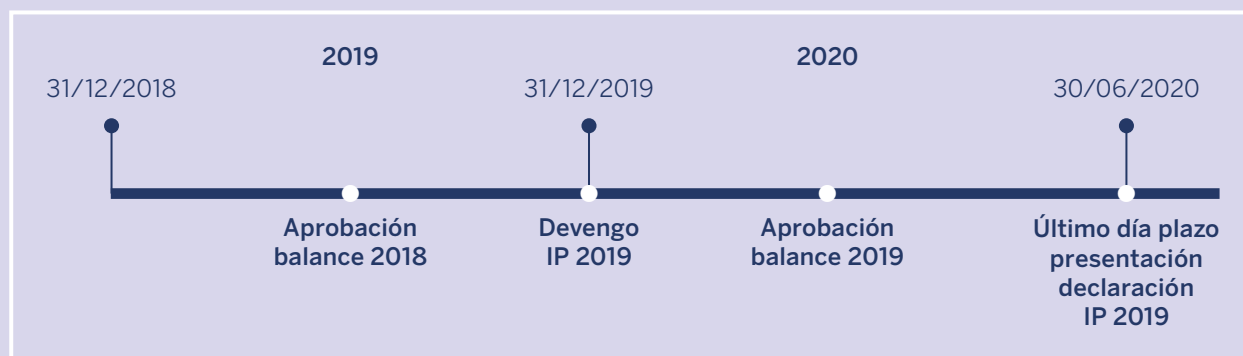 2019
2020
31/12/2018
31/12/2019
30/06/2020
Aprobación
balance 2018
Devengo
IP 2019
Aprobación
balance 2019
Último día plazo
presentación
declaración
IP 2019